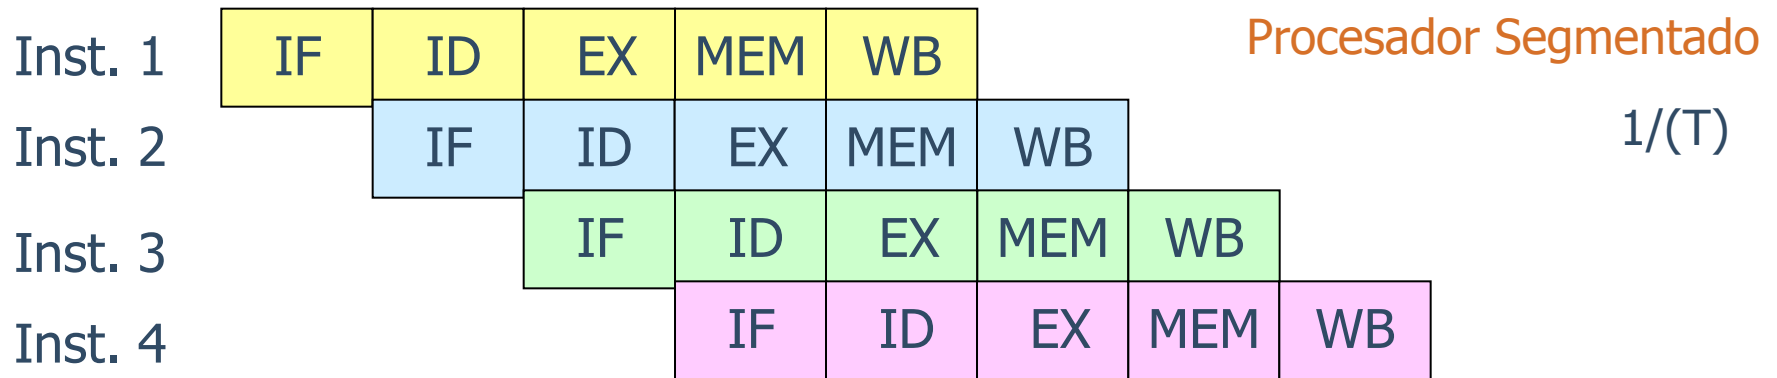 Procesador Segmentado
1/(T)
Inst. 1 IF ID EX MEM WB
Inst. 2 IF ID EX MEM WB
Inst. 3 IF ID EX MEM WB
Inst. 4 IF ID EX MEM WB